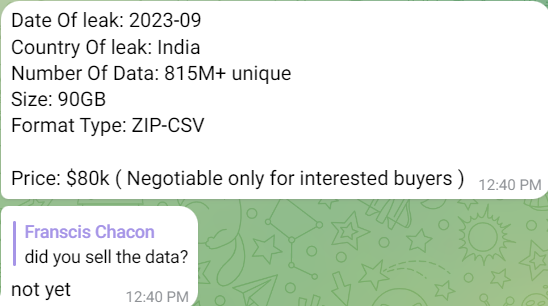 Date Of leak: 2023-09
Country Of leak: India
Number Of Data: 815M+ unique
Size: 90GB
Format Type: ZIP-CSV
Price: $80k ( Negotiable only for interested buyers )
12:40 PM
Franscis Chacon
did you sell the data?
not yet
12:40 PM